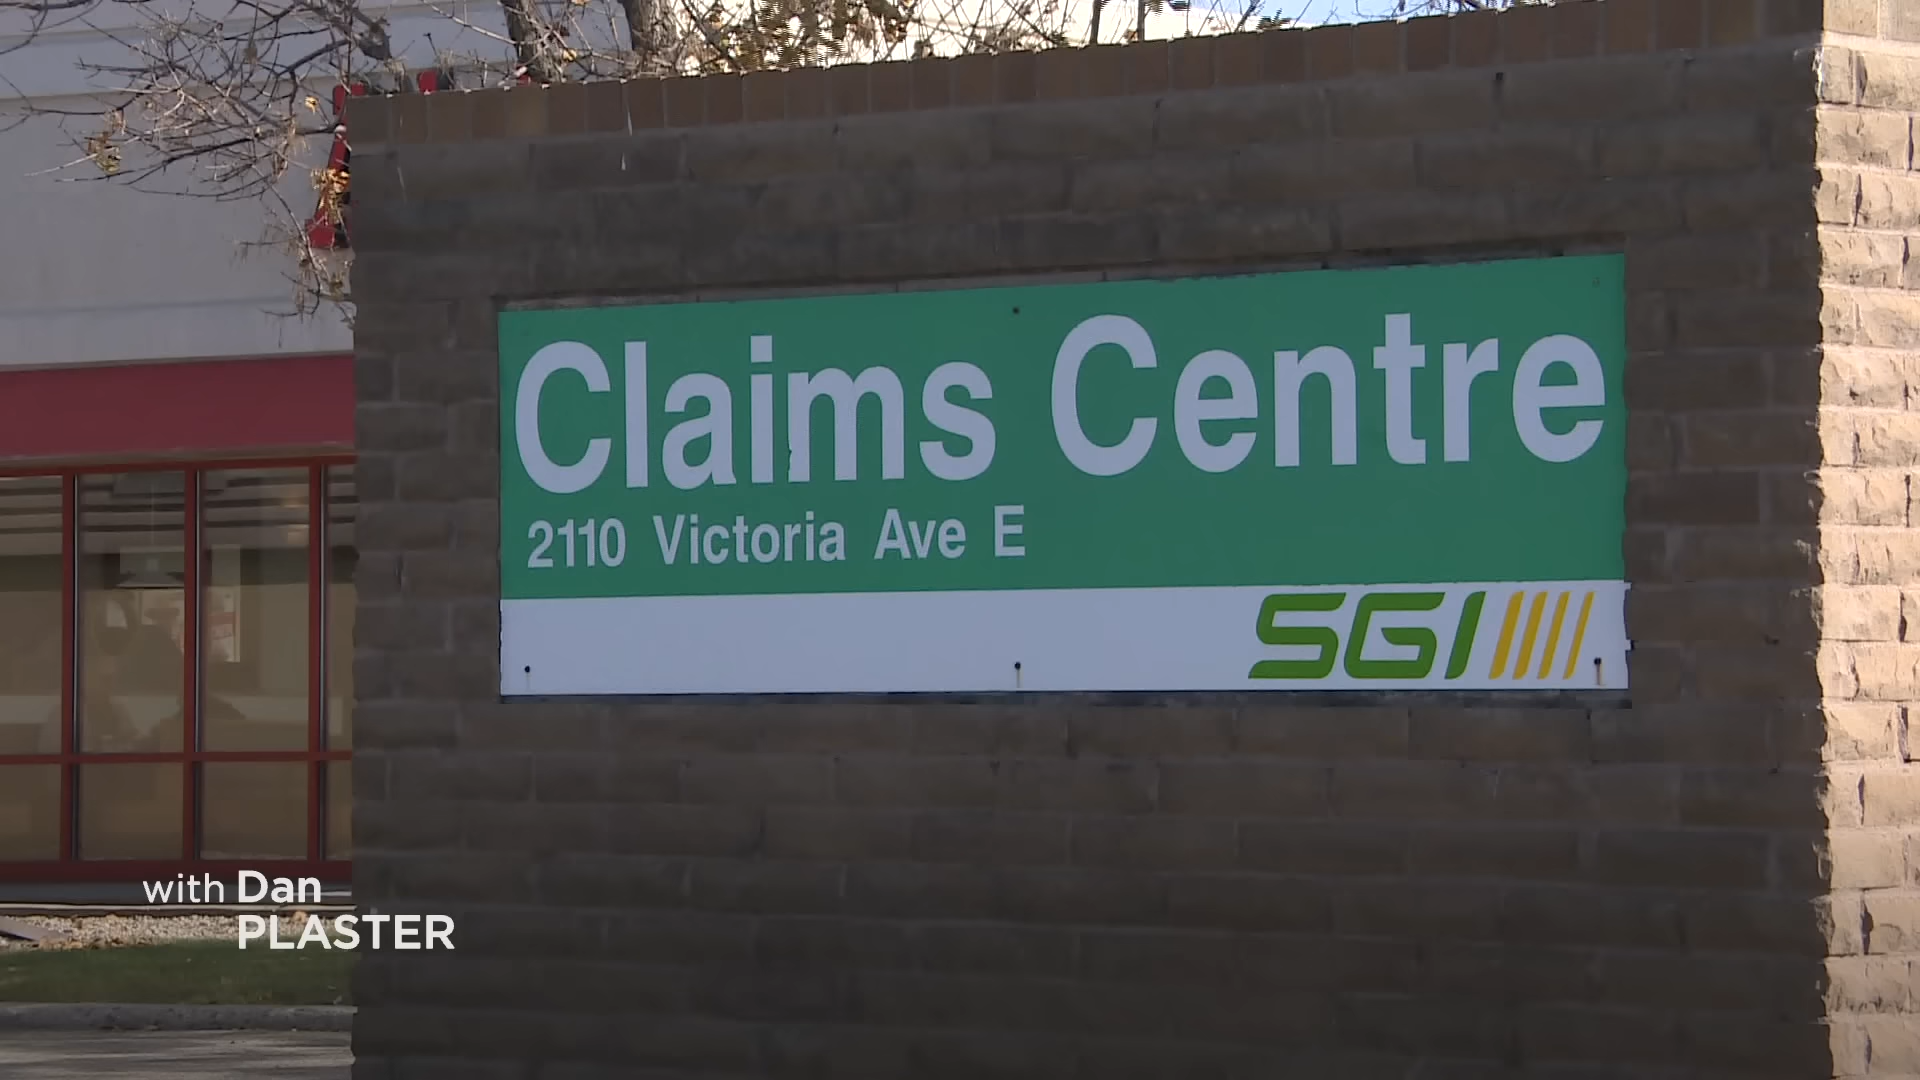 Claims Centre
2110 Victoria Ave E
SGI
with Dan
PLASTER